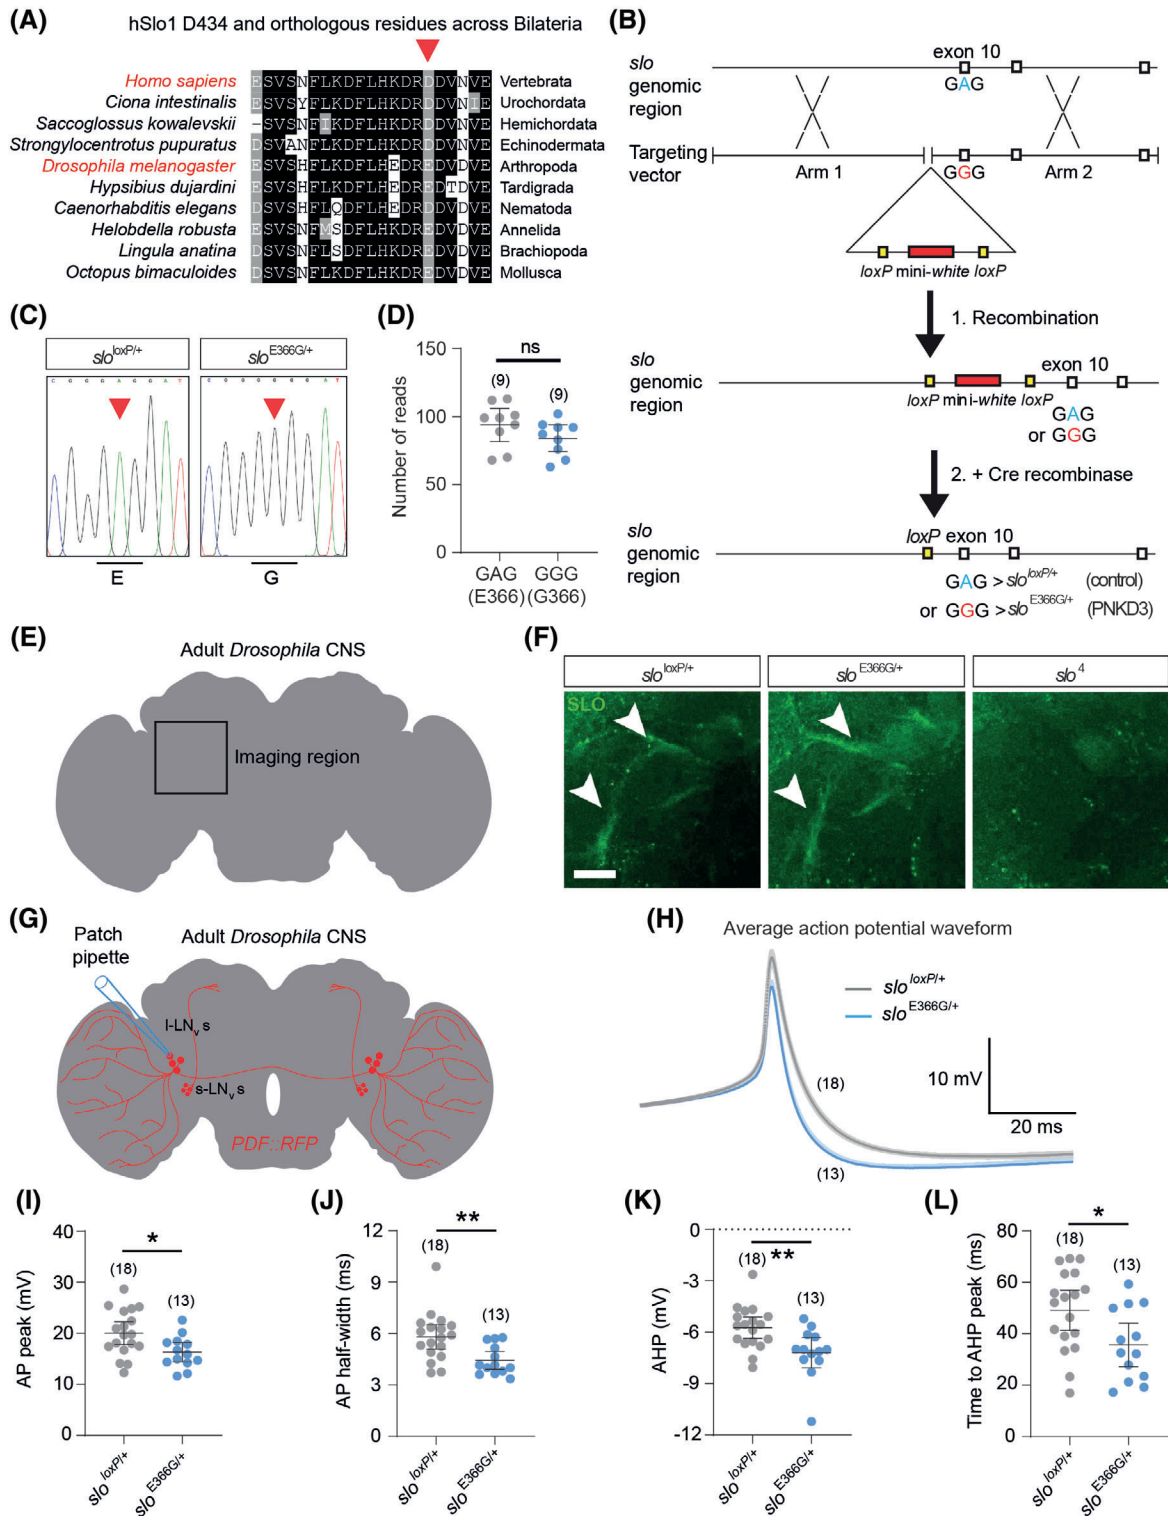 (A)
hSlo1 D434 and orthologous residues across Bilateria
Homo sapiens ESVSNFLKDFLHKDRDDVNVE Vertebrata
Ciona intestinalis ESVSYFLKDFLHKDRDDVNIE Urochordata
Saccoglossus kowalevskii -SVSNFIKDFLHKDRDDVNVE Hemichordata
Strongylocentrotus pupuratus DSVANFLKDFLHKDRDDVNVE Echinodermata
Drosophila melanogaster ESVSHFLKDFLHEDREDVDVE Arthropoda
Hypsibius dujardini ESVSNFLKDFLHEDREDTDVE Tardigrada
Caenorhabditis elegans DSVSHFLQDFLHEDRDDVDVE Nematoda
Helobdella robusta DSVSNFMSDFLHKDREDVDVE Annelida
Lingula anatina DSVSNFLSDFLHKDREDVDVE Brachiopoda
Octopus bimaculoides DSVSNFLKDFLHKDREDVDVE Mollusca
(B)
slo genomic region
exon 10
GAG
Targeting vector
Arm 1
GGG
Arm 2
loxP mini-white loxP
1. Recombination
slo genomic region
exon 10
loxP mini-white loxP
GAG
or GGG
2. + Cre recombinase
slo genomic region
loxP exon 10
GAG > slo loxP/+ (control)
or GGG > slo E366G/+ (PNKD3)
(C)
slo loxP/+
slo E366G/+
C G G G A G G A T
C G G G G G G A T
E
G
(D)
Number of reads
150
100
50
0
ns
(9)
(9)
GAG (E366)
GGG (G366)
(E)
Adult Drosophila CNS
Imaging region
(F)
slo loxP/+
slo E366G/+
slo 4
SLO
(G)
Adult Drosophila CNS
Patch pipette
l-LNv s
s-LNv s
PDF::RFP
(H)
Average action potential waveform
slo loxP/+
slo E366G/+
(18)
(13)
10 mV
20 ms
(I)
AP peak (mV)
40
30
20
10
0
*
(18)
(13)
slo loxP/+
slo E366G/+
(J)
AP half-width (ms)
12
9
6
3
0
**
(18)
(13)
slo loxP/+
slo E366G/+
(K)
AHP (mV)
0
-3
-6
-9
-12
(18)
**
(13)
slo loxP/+
slo E366G/+
(L)
Time to AHP peak (ms)
80
60
40
20
0
*
(18)
(13)
slo loxP/+
slo E366G/+